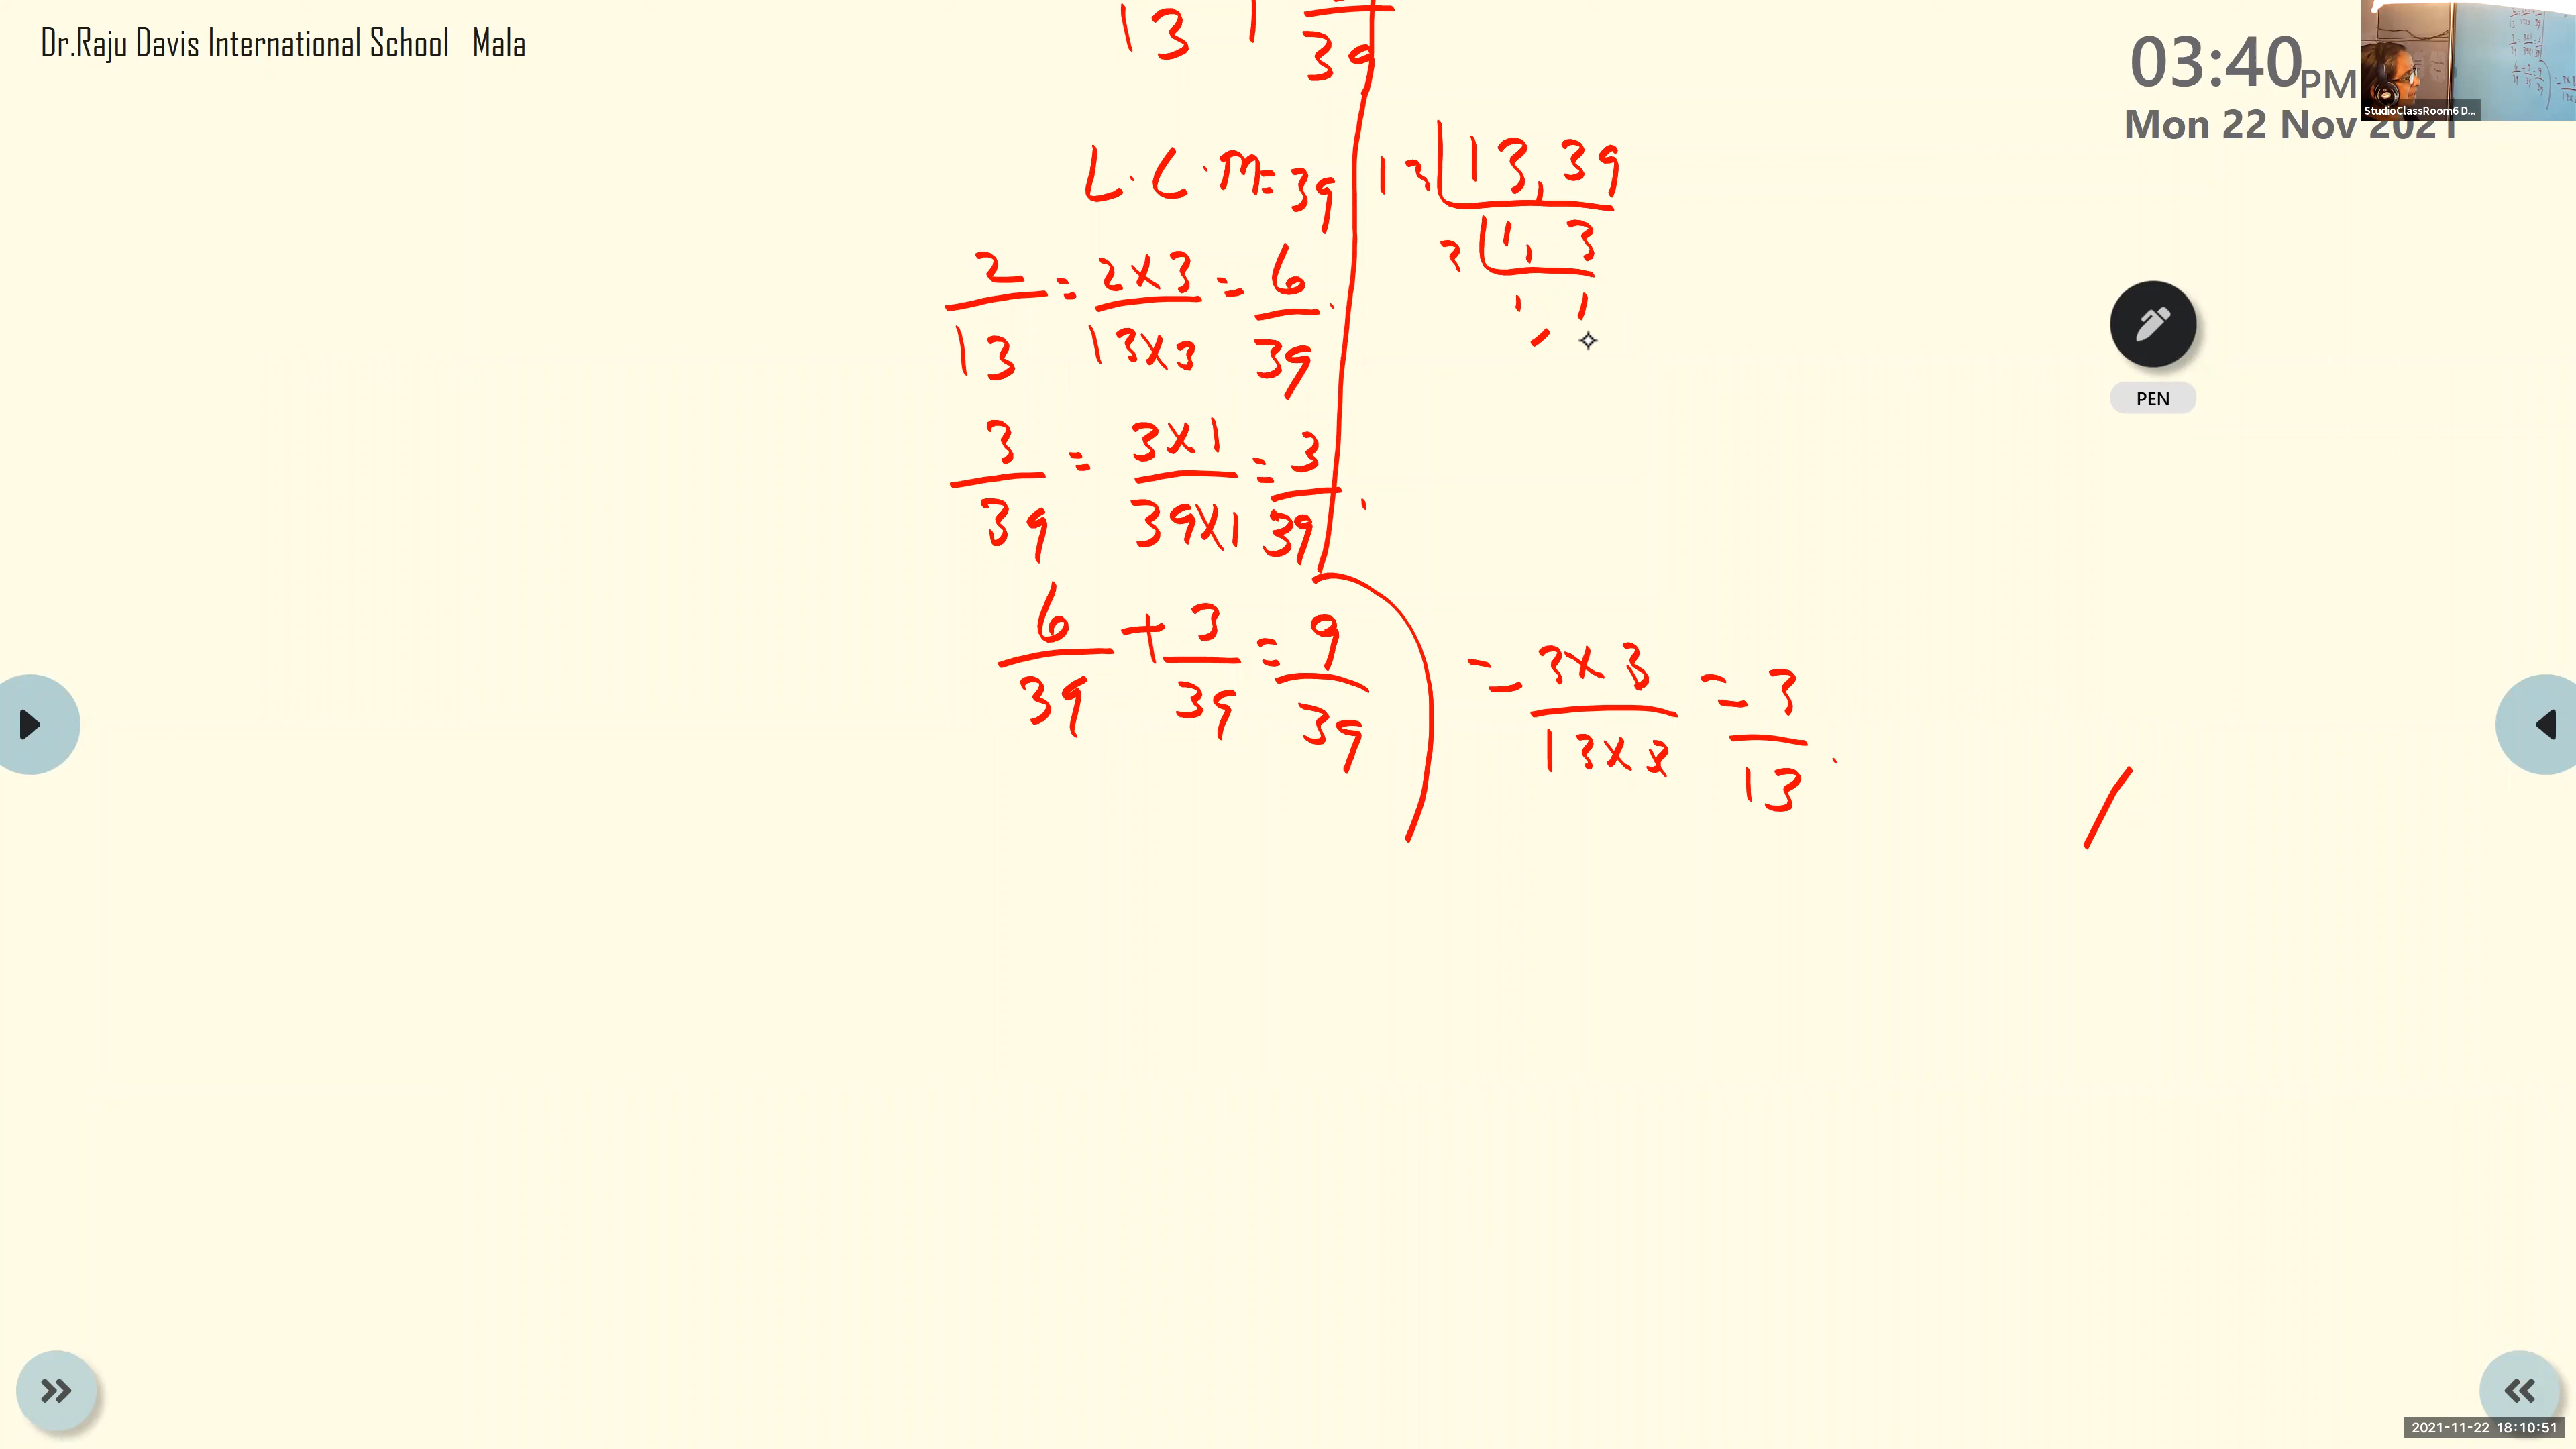 Dr.Raju Davis International School Mala
03:40 PM
Mon 22 Nov 2021
StudioClassRoom6 D...
13 39
L.C.M = 39
13 | 13, 39
3 | 1, 3
1, 1
2/13 = 2×3/13×3 = 6/39
3/39 = 3×1/39×1 = 3/39
6/39 + 3/39 = 9/39 = 3×3/13×3 = 3/13
PEN
2021-11-22 18:10:51